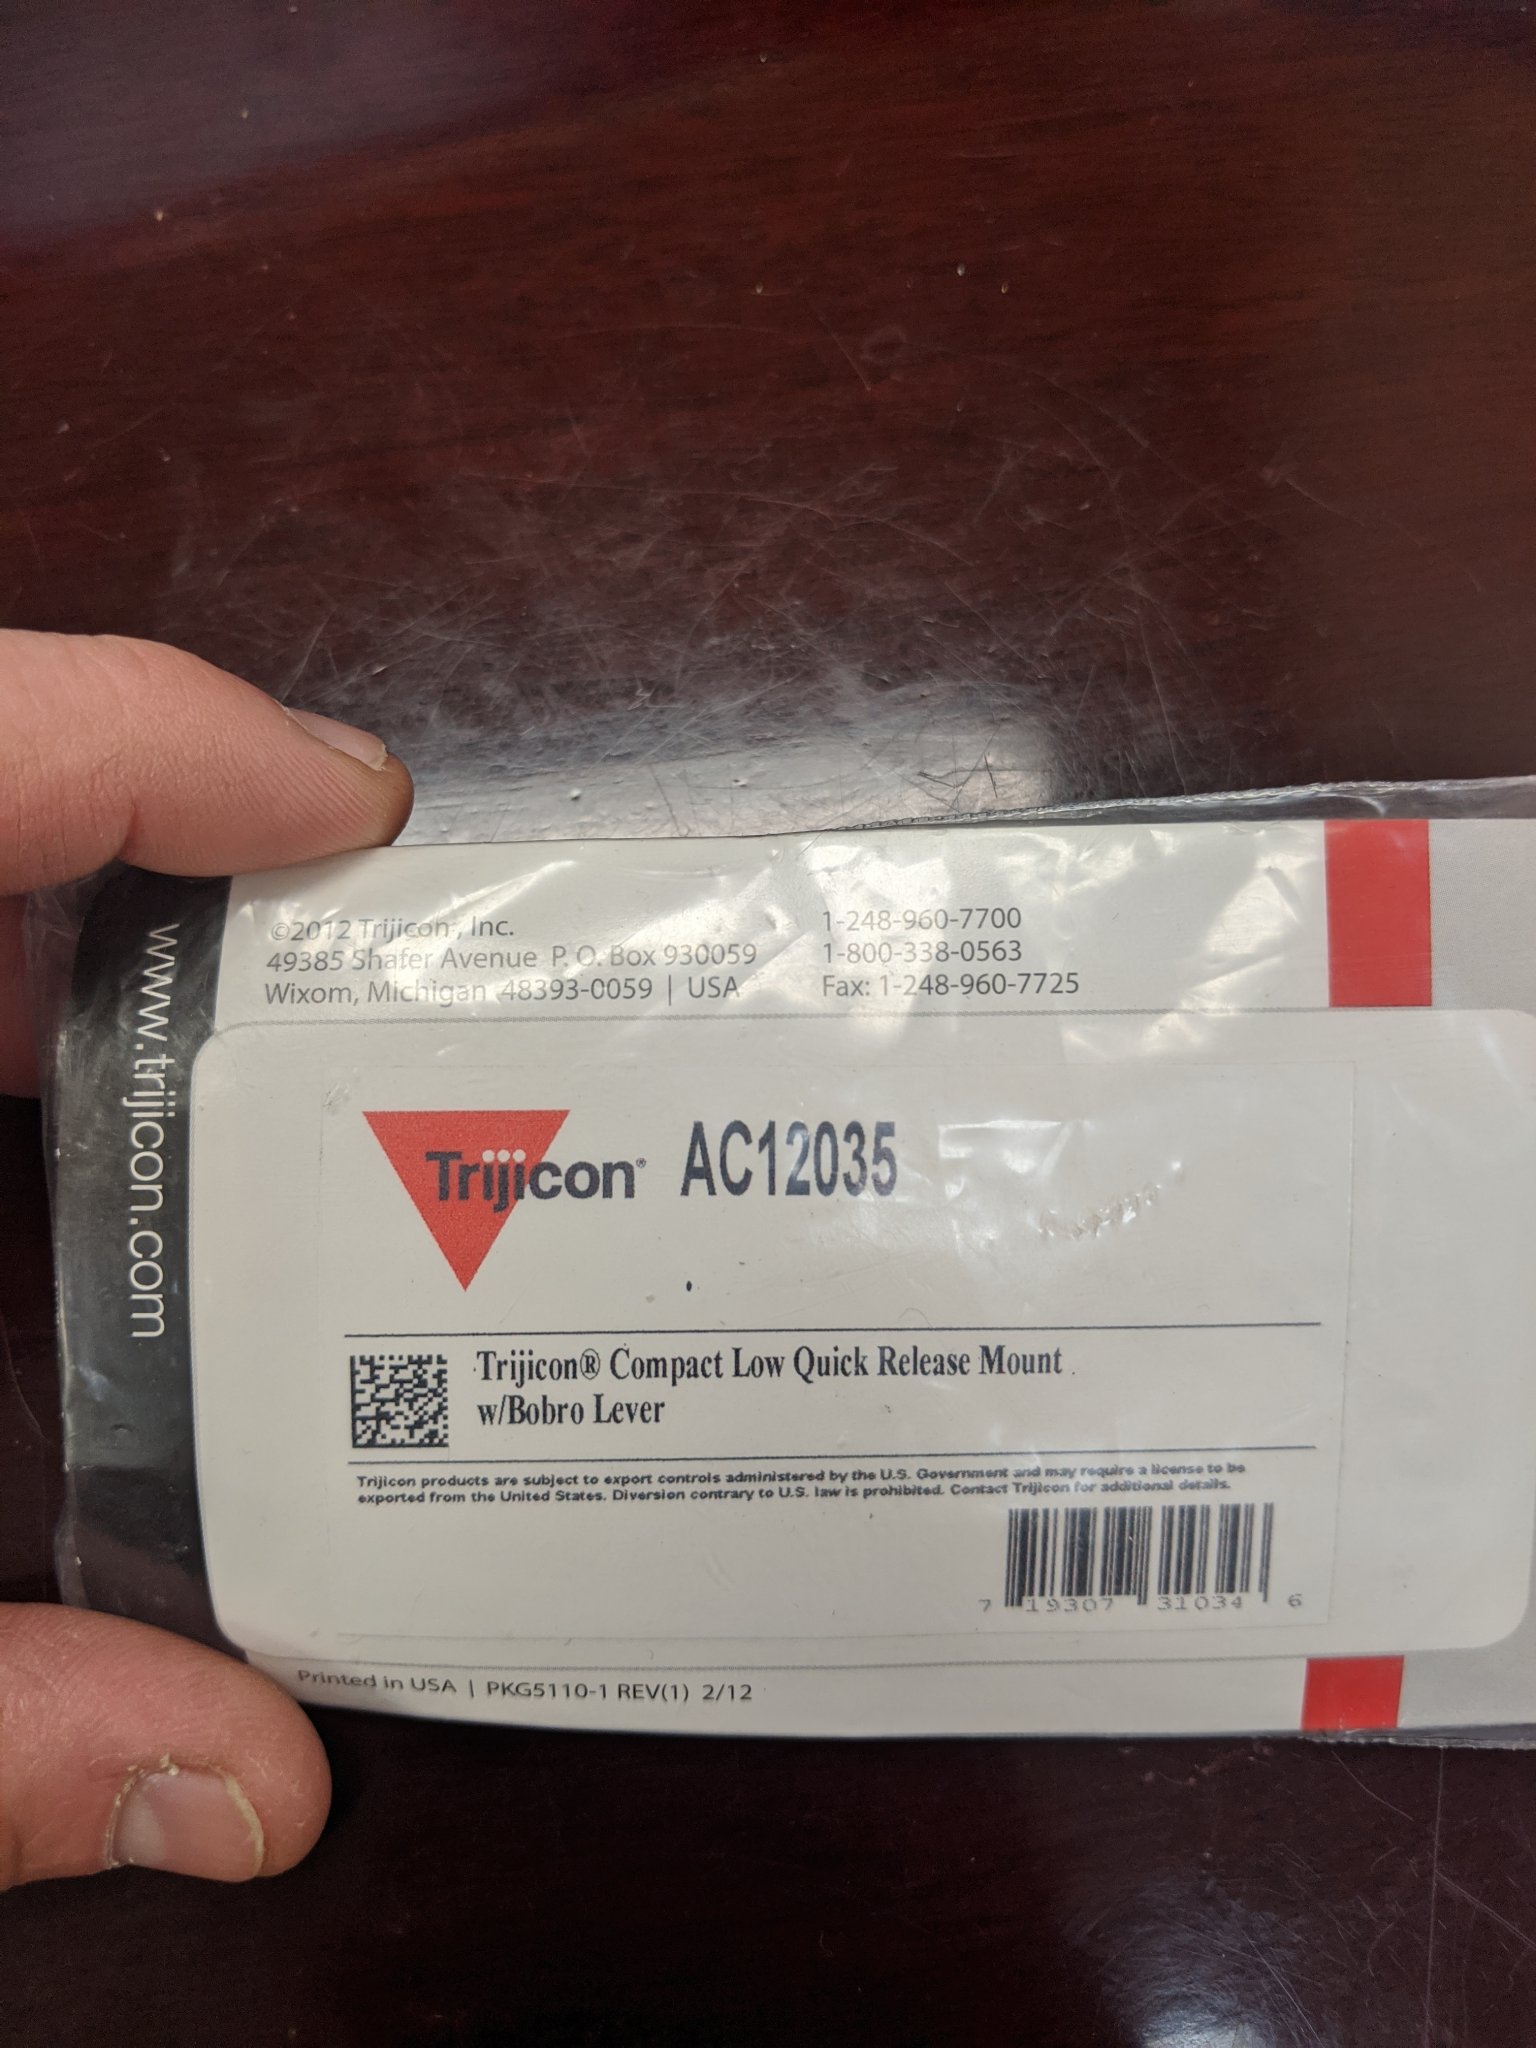 ©2012 Trijicon, Inc.
49385 Shafer Avenue P.O. Box 930059
Wixom, Michigan 48393-0059 | USA
1-248-960-7700
1-800-338-0563
Fax: 1-248-960-7725
www.trijicon.com
Trijicon® AC12035
Trijicon® Compact Low Quick Release Mount
w/Bobro Lever
Trijicon products are subject to export controls administered by the U.S. Government and may require a license to be
exported from the United States. Diversion contrary to U.S. law is prohibited. Contact Trijicon for additional details.
7 19307 31034 6
Printed in USA | PKG5110-1 REV(1) 2/12